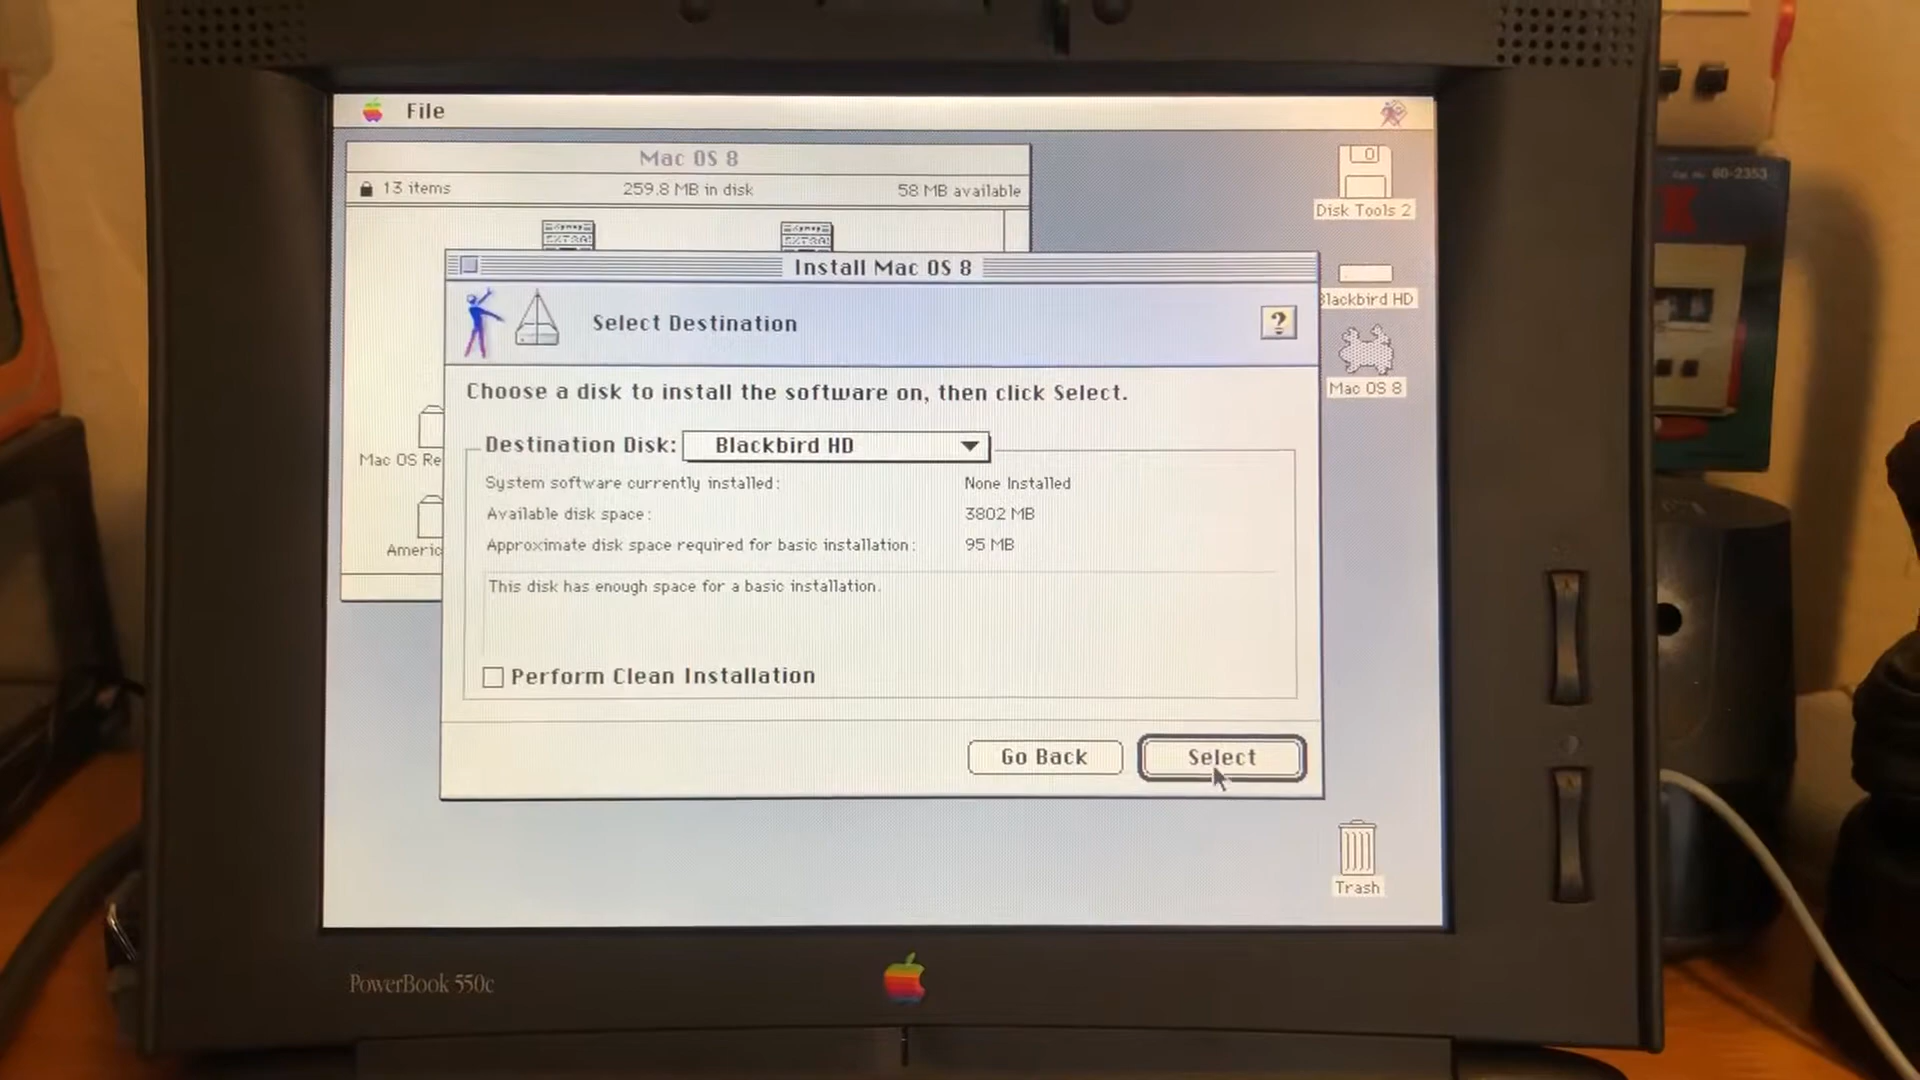 File
Mac OS 8
13 items 259.8 MB in disk 58 MB available
Disk Tools 2
Install Mac OS 8
Blackbird HD
Select Destination
?
Mac OS 8
Choose a disk to install the software on, then click Select.
Destination Disk: Blackbird HD
System software currently installed: None Installed
Available disk space: 3802 MB
Approximate disk space required for basic installation: 95 MB
This disk has enough space for a basic installation.
Perform Clean Installation
Go Back Select
Mac OS Re
Americ
Trash
PowerBook 550c
60-2353
K